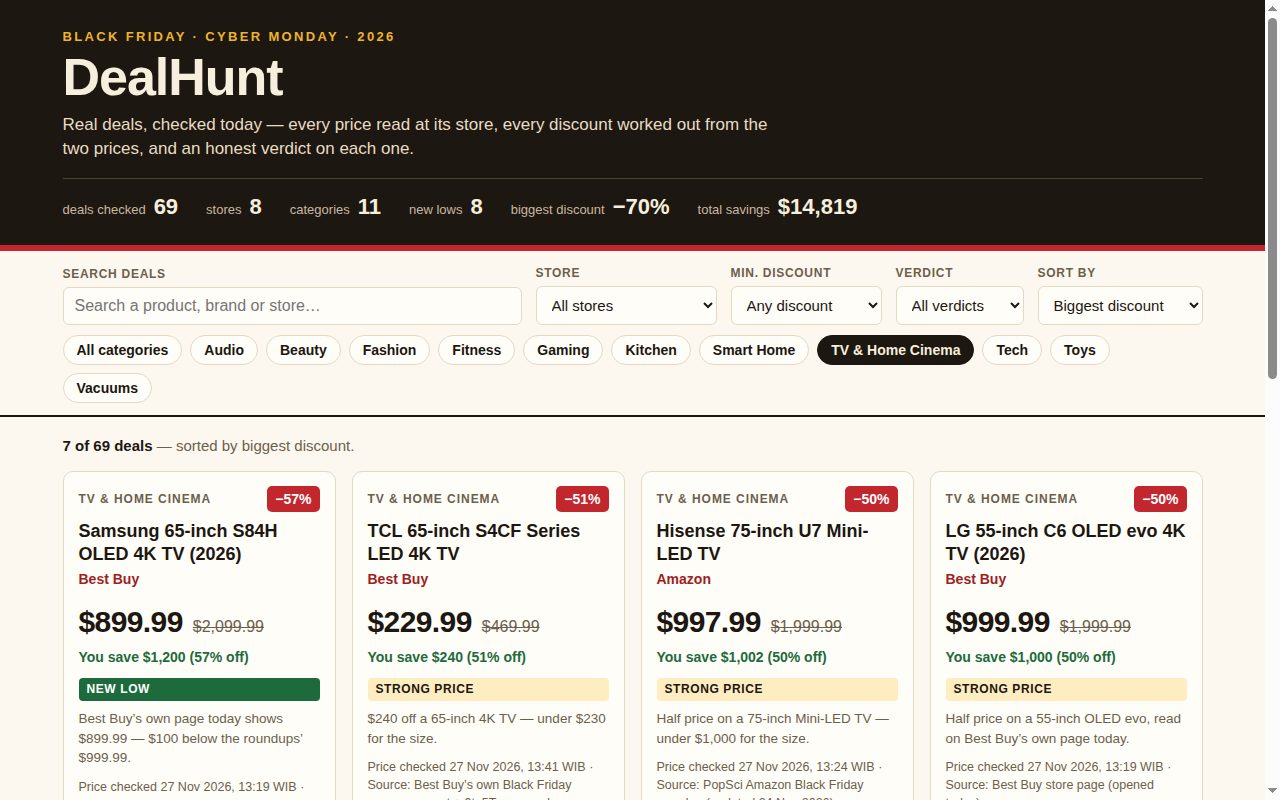 BLACK FRIDAY · CYBER MONDAY · 2026
DealHunt
Real deals, checked today — every price read at its store, every discount worked out from the
two prices, and an honest verdict on each one.
deals checked 69 stores 8 categories 11 new lows 8 biggest discount −70% total savings $14,819
SEARCH DEALS
Search a product, brand or store…
STORE
All stores
MIN. DISCOUNT
Any discount
VERDICT
All verdicts
SORT BY
Biggest discount
All categories Audio Beauty Fashion Fitness Gaming Kitchen Smart Home TV & Home Cinema Tech Toys
Vacuums
7 of 69 deals — sorted by biggest discount.
TV & HOME CINEMA −57%
Samsung 65-inch S84H
OLED 4K TV (2026)
Best Buy
$899.99 $2,099.99
You save $1,200 (57% off)
NEW LOW
Best Buy’s own page today shows
$899.99 — $100 below the roundups’
$999.99.
Price checked 27 Nov 2026, 13:19 WIB ·
TV & HOME CINEMA −51%
TCL 65-inch S4CF Series
LED 4K TV
Best Buy
$229.99 $469.99
You save $240 (51% off)
STRONG PRICE
$240 off a 65-inch 4K TV — under $230
for the size.
Price checked 27 Nov 2026, 13:41 WIB ·
Source: Best Buy’s own Black Friday
TV & HOME CINEMA −50%
Hisense 75-inch U7 Mini-
LED TV
Amazon
$997.99 $1,999.99
You save $1,002 (50% off)
STRONG PRICE
Half price on a 75-inch Mini-LED TV —
under $1,000 for the size.
Price checked 27 Nov 2026, 13:24 WIB ·
Source: PopSci Amazon Black Friday
TV & HOME CINEMA −50%
LG 55-inch C6 OLED evo 4K
TV (2026)
Best Buy
$999.99 $1,999.99
You save $1,000 (50% off)
STRONG PRICE
Half price on a 55-inch OLED evo, read
on Best Buy’s own page today.
Price checked 27 Nov 2026, 13:19 WIB ·
Source: Best Buy store page (opened